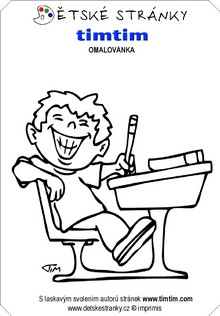 DĚTSKÉ STRÁNKY
timtim
OMALOVÁNKA
TIM
S laskavým svolením autorů stránek www.timtim.com
www.detskestranky.cz © imprimis